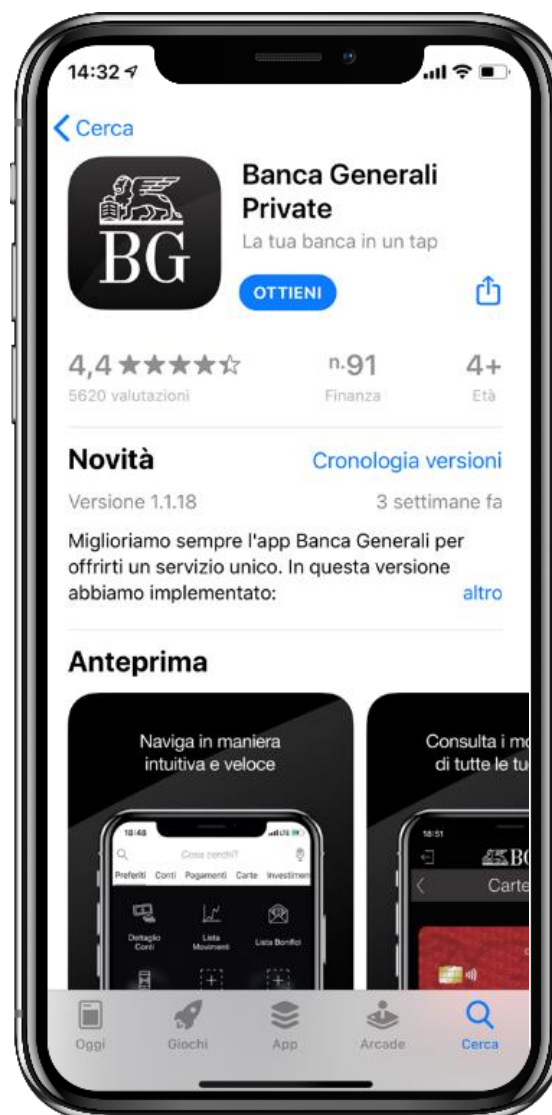 14:32
Cerca
BG
Banca Generali
Private
La tua banca in un tap
OTTIENI
4,4
n.91
4+
5620 valutazioni
Finanza
Età
Novità
Cronologia versioni
Versione 1.1.18
3 settimane fa
Miglioriamo sempre l'app Banca Generali per
offrirti un servizio unico. In questa versione
abbiamo implementato:
altro
Anteprima
Naviga in maniera
intuitiva e veloce
18:48
LTE
Cosa cerchi?
Preferiti Conti Pagamenti Carte Investimen
Dettaglio
Conti
Lista
Movimenti
Lista Bonifici
Consulta i mo
di tutte le tu
18:51
BG
Carte
Oggi
Giochi
App
Arcade
Cerca